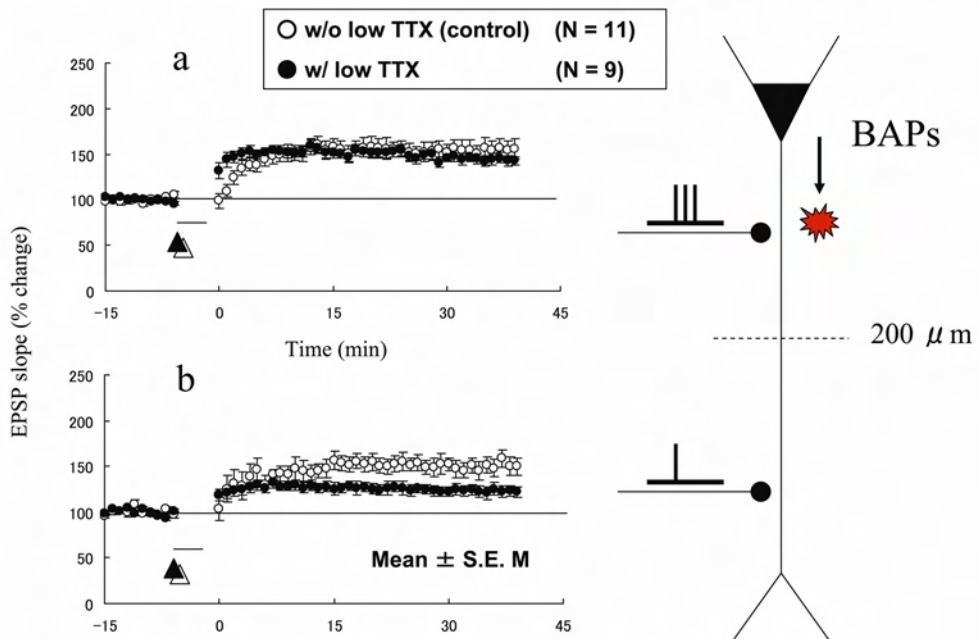 w/o low TTX (control) (N = 11)
w/ low TTX (N = 9)
a
250
200
150
100
50
0
−15 0 15 30 45
Time (min)
EPSP slope (% change)
b
250
200
150
100
50
0
−15 0 15 30 45
Mean ± S.E. M
BAPs
200 μm